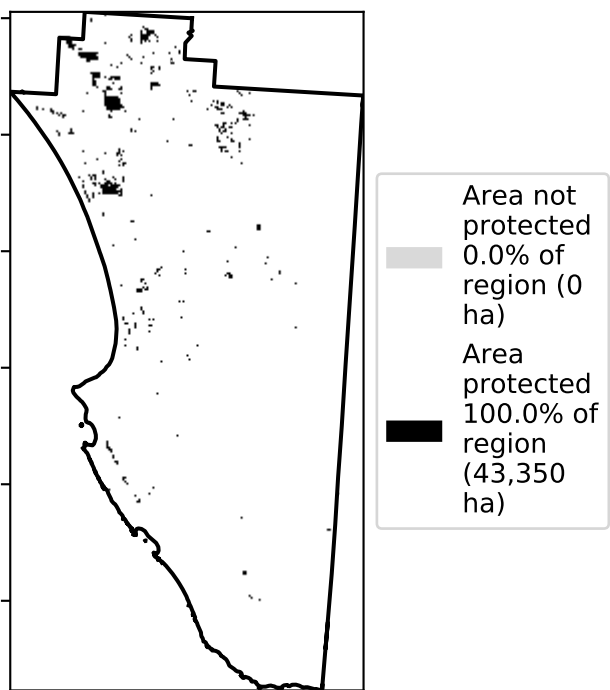 Area not
protected
0.0% of
region (0
ha)
Area
protected
100.0% of
region
(43,350
ha)